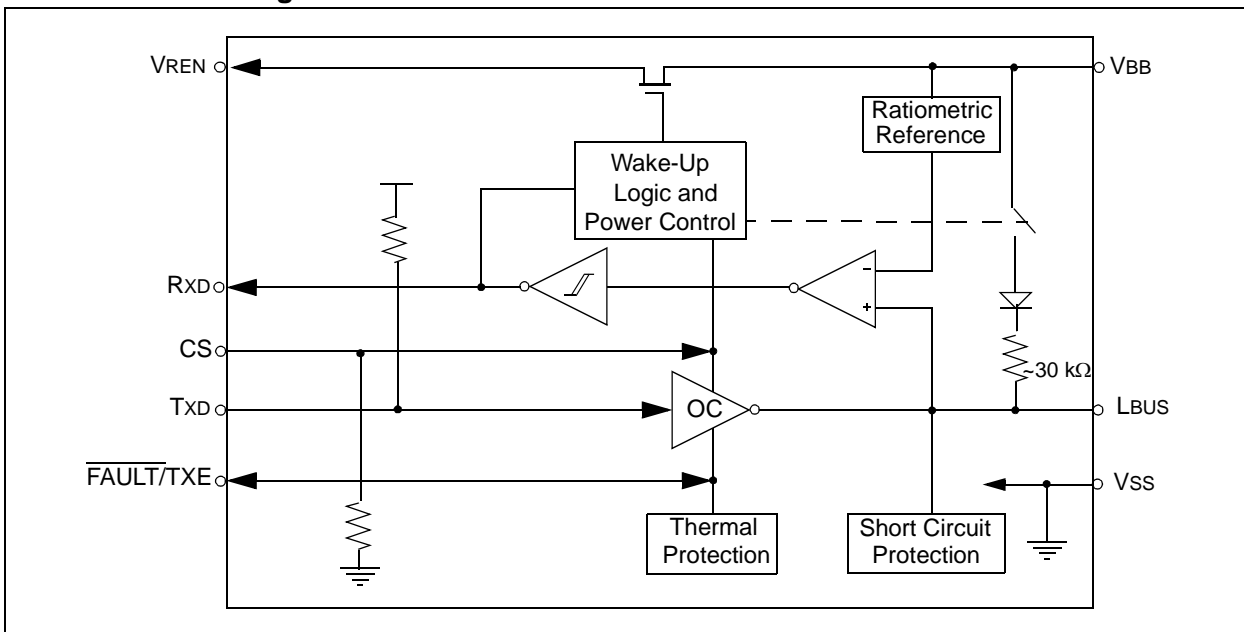 VREN
VBB
Ratiometric
Reference
Wake-Up
Logic and
Power Control
RXD
−
+
CS
~30 kΩ
TXD
OC
LBUS
FAULT/TXE
VSS
Thermal
Protection
Short Circuit
Protection